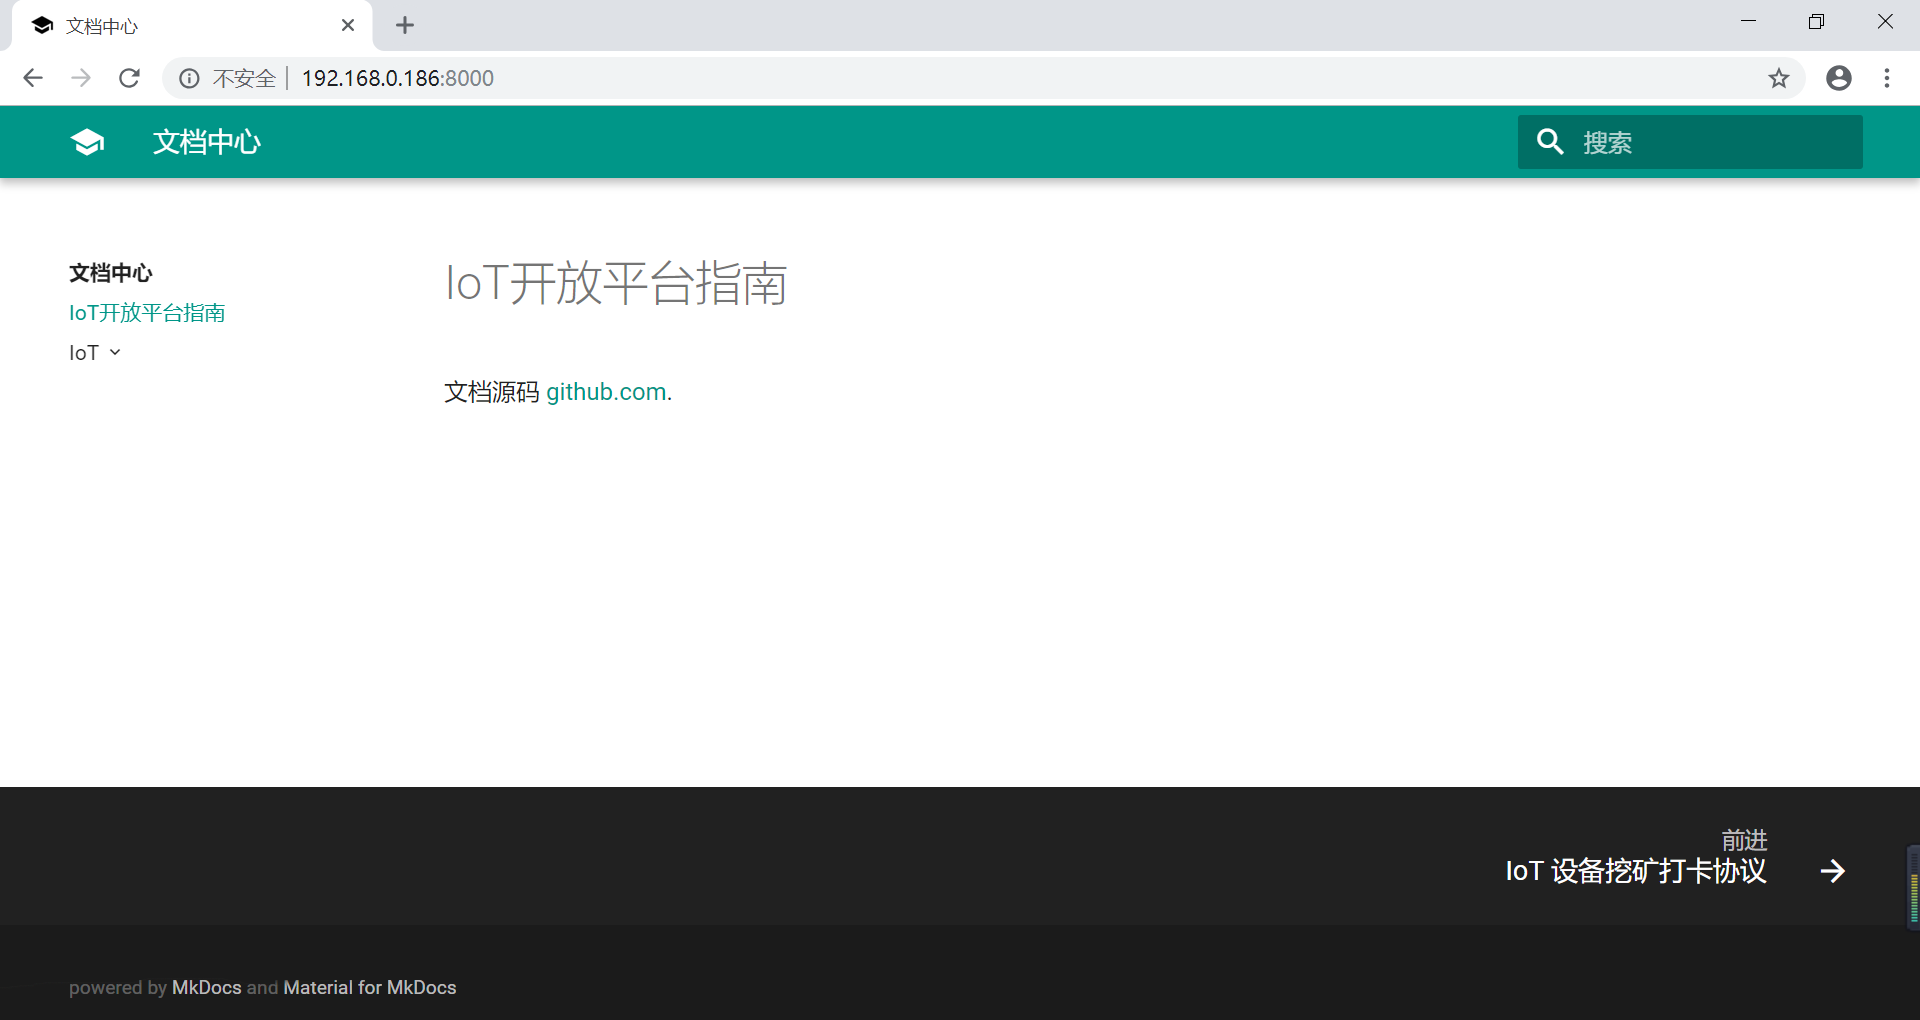 文档中心
不安全 192.168.0.186:8000
文档中心
搜索
文档中心
IoT开放平台指南
IoT
IoT开放平台指南
文档源码 github.com.
前进
IoT 设备挖矿打卡协议
powered by MkDocs and Material for MkDocs